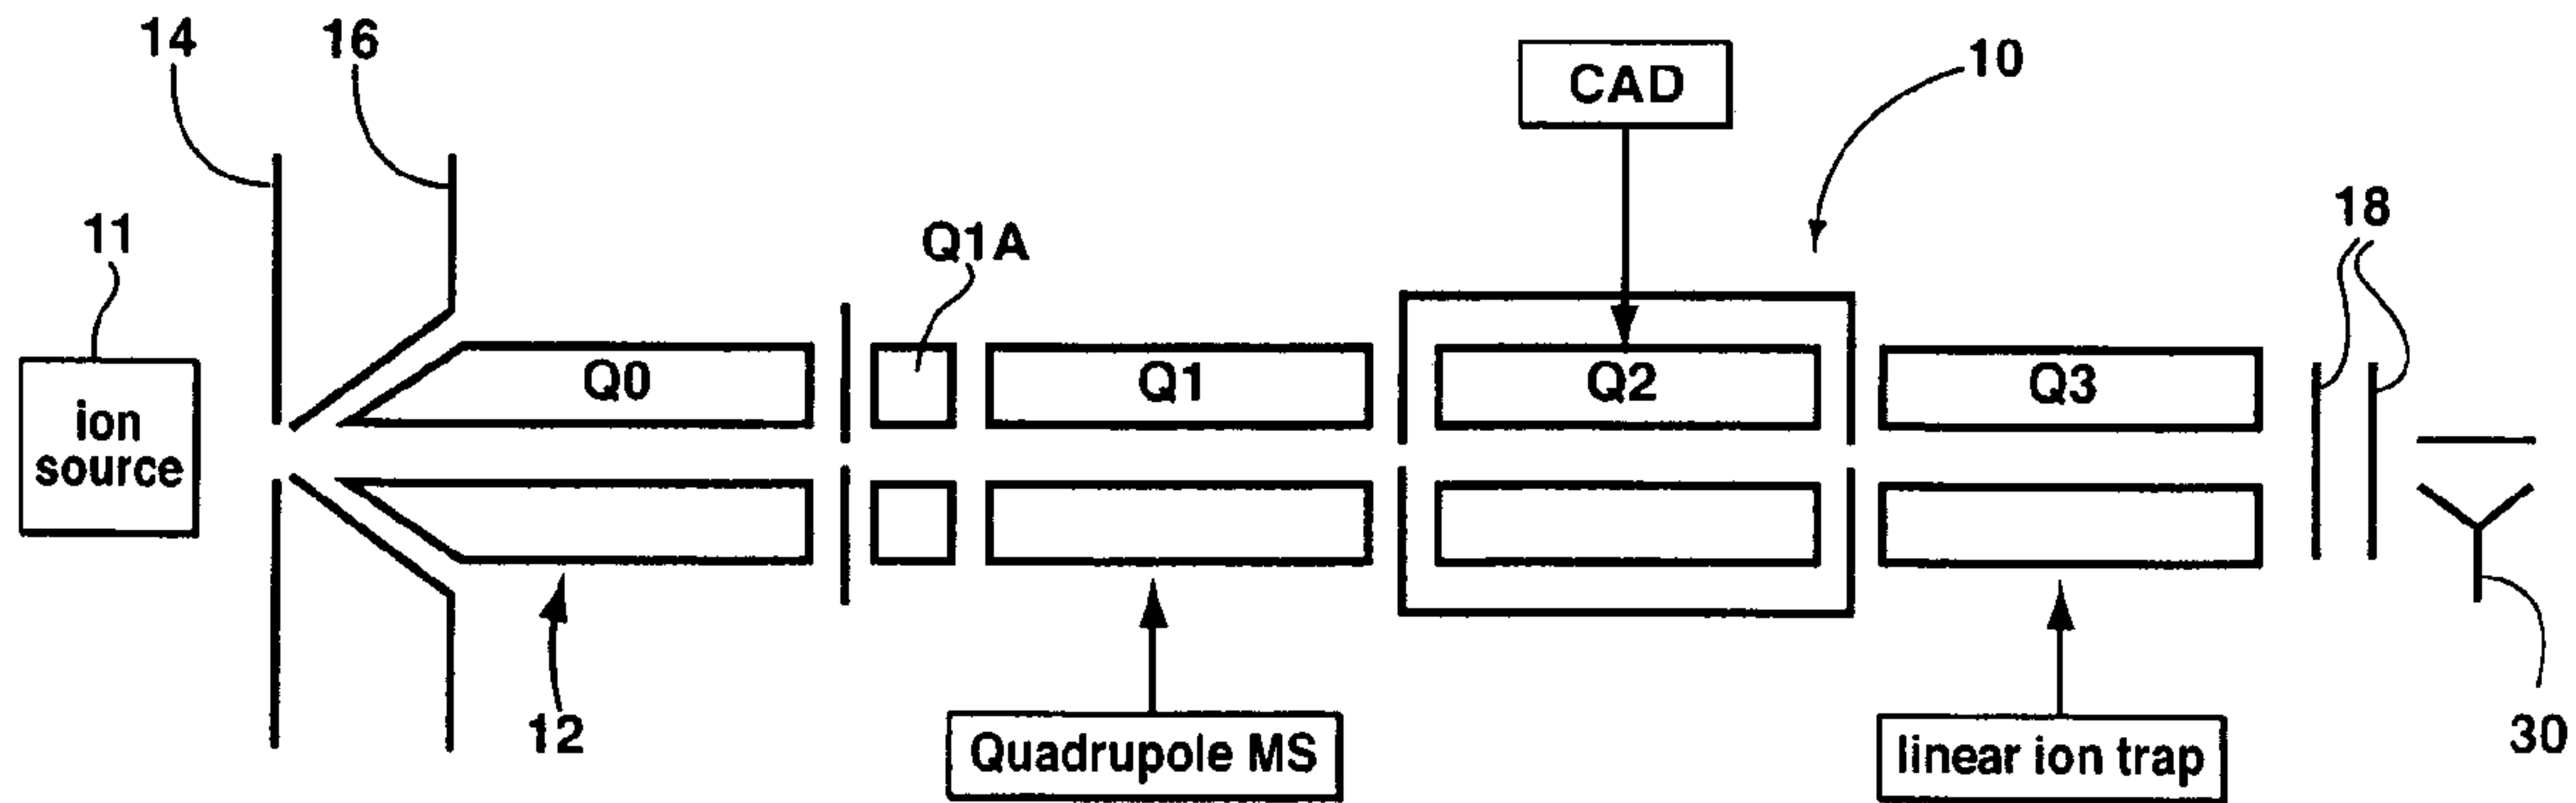 14
16
CAD
10
11
Q1A
18
ion
source
Q0
Q1
Q2
Q3
12
Quadrupole MS
linear ion trap
30